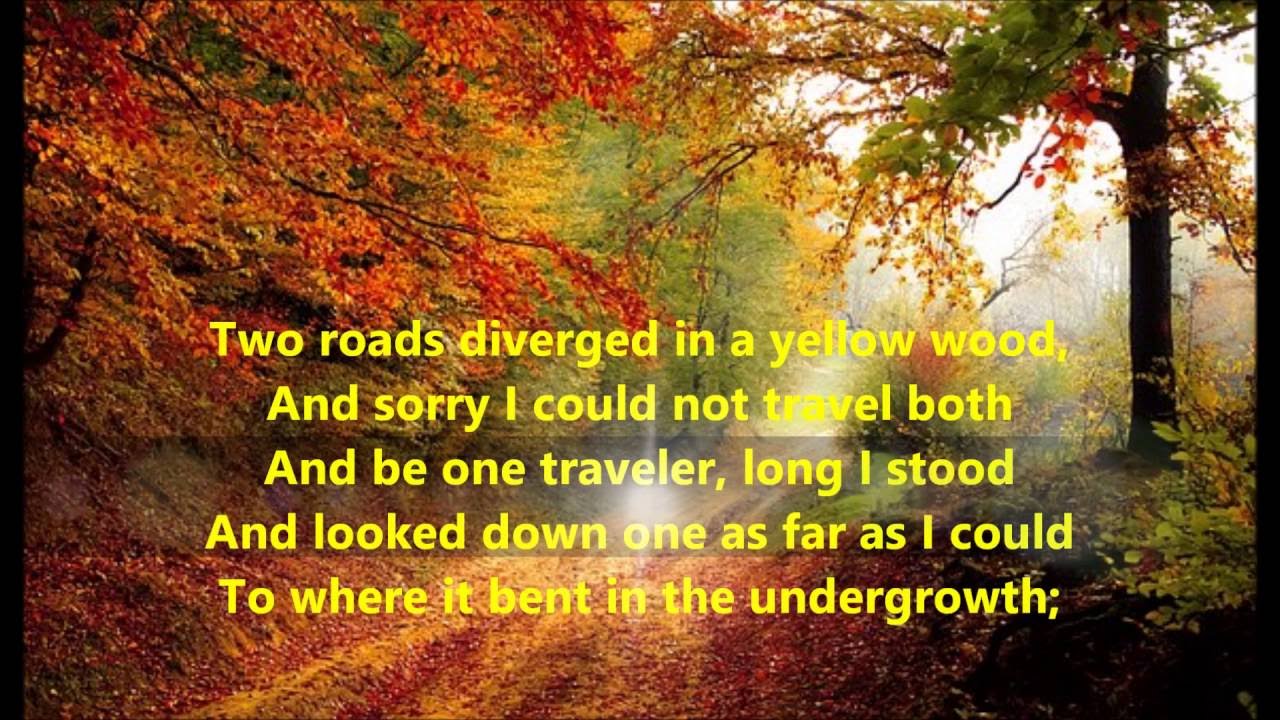 Two roads diverged in a yellow wood,
And sorry I could not travel both
And be one traveler, long I stood
And looked down one as far as I could
To where it bent in the undergrowth;